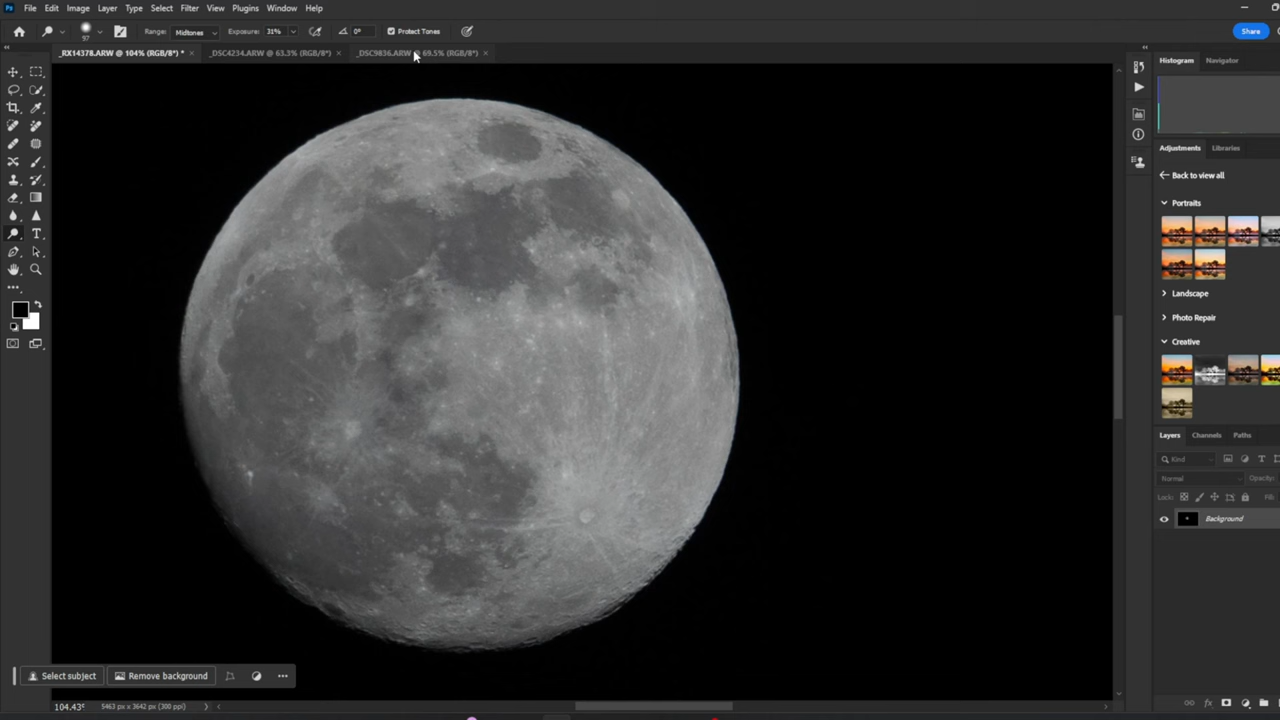 Ps File Edit Image Layer Type Select Filter View Plugins Window Help
97 Range: Midtones Exposure: 31% 0° Protect Tones Share
_RX14378.ARW @ 104% (RGB/8*) * × _DSC4234.ARW @ 63.3% (RGB/8*) × _DSC9836.ARW @ 69.5% (RGB/8*) ×
Histogram Navigator
Adjustments Libraries
Back to view all
Portraits
Landscape
Photo Repair
Creative
Layers Channels Paths
Kind
Normal Opacity:
Lock: Fill:
Background
Select subject Remove background
104.43% 5463 px x 3642 px (300 ppi)